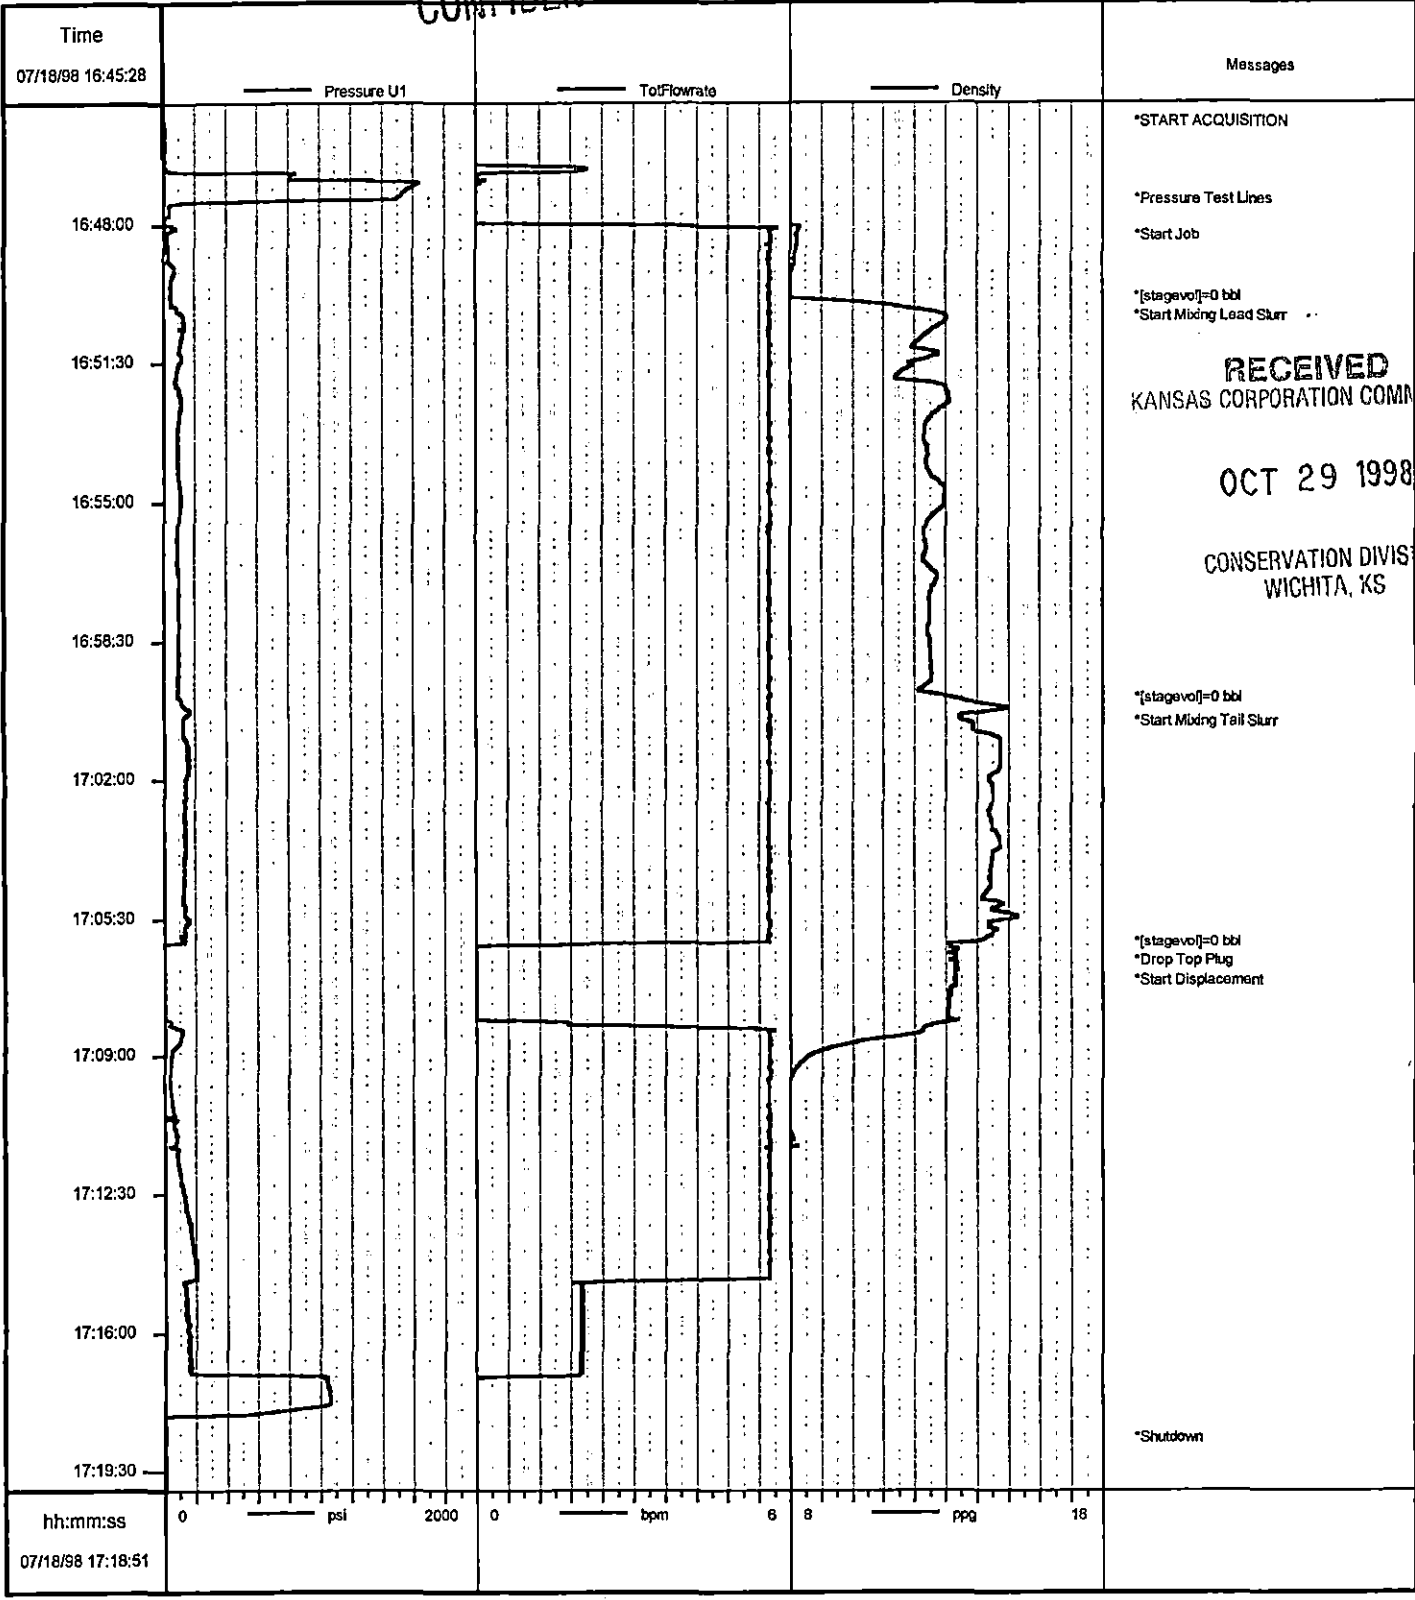 Time
07/18/98 16:45:28
Pressure U1
TotFlowrate
Density
Messages
*START ACQUISITION
*Pressure Test Lines
16:48:00
*Start Job
*[stagevol]=0 bbl
*Start Mixing Lead Slurr
16:51:30
RECEIVED
KANSAS CORPORATION COMM
OCT 29 1998
16:55:00
CONSERVATION DIVIS
WICHITA, KS
16:58:30
*[stagevol]=0 bbl
*Start Mixing Tail Slurr
17:02:00
17:05:30
*[stagevol]=0 bbl
*Drop Top Plug
*Start Displacement
17:09:00
17:12:30
17:16:00
*Shutdown
17:19:30
hh:mm:ss
0 psi 2000
0 bpm 6
8 ppg 18
07/18/98 17:18:51